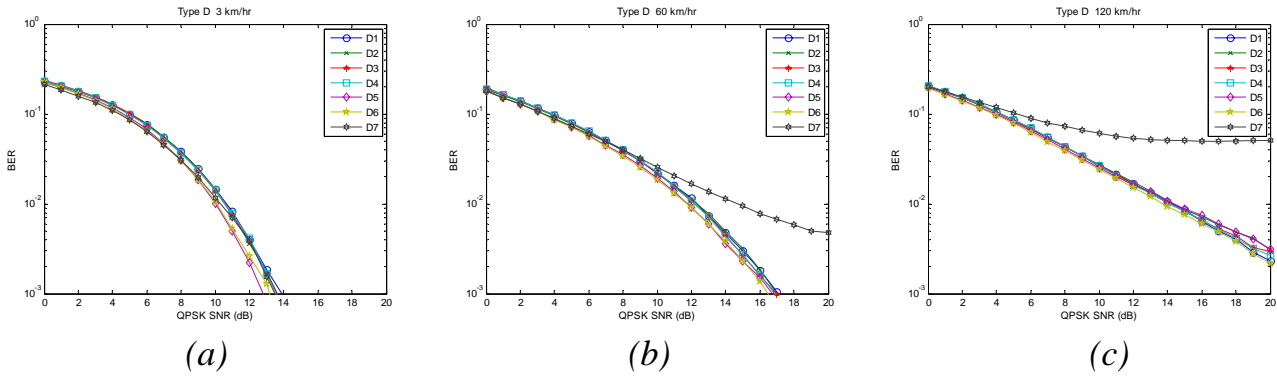 Type D 3 km/hr
10^0
10^-1
10^-2
10^-3
BER
0 2 4 6 8 10 12 14 16 18 20
QPSK SNR (dB)
D1
D2
D3
D4
D5
D6
D7
(a)
Type D 60 km/hr
10^0
10^-1
10^-2
10^-3
BER
0 2 4 6 8 10 12 14 16 18 20
QPSK SNR (dB)
D1
D2
D3
D4
D5
D6
D7
(b)
Type D 120 km/hr
10^0
10^-1
10^-2
10^-3
BER
0 2 4 6 8 10 12 14 16 18 20
QPSK SNR (dB)
D1
D2
D3
D4
D5
D6
D7
(c)